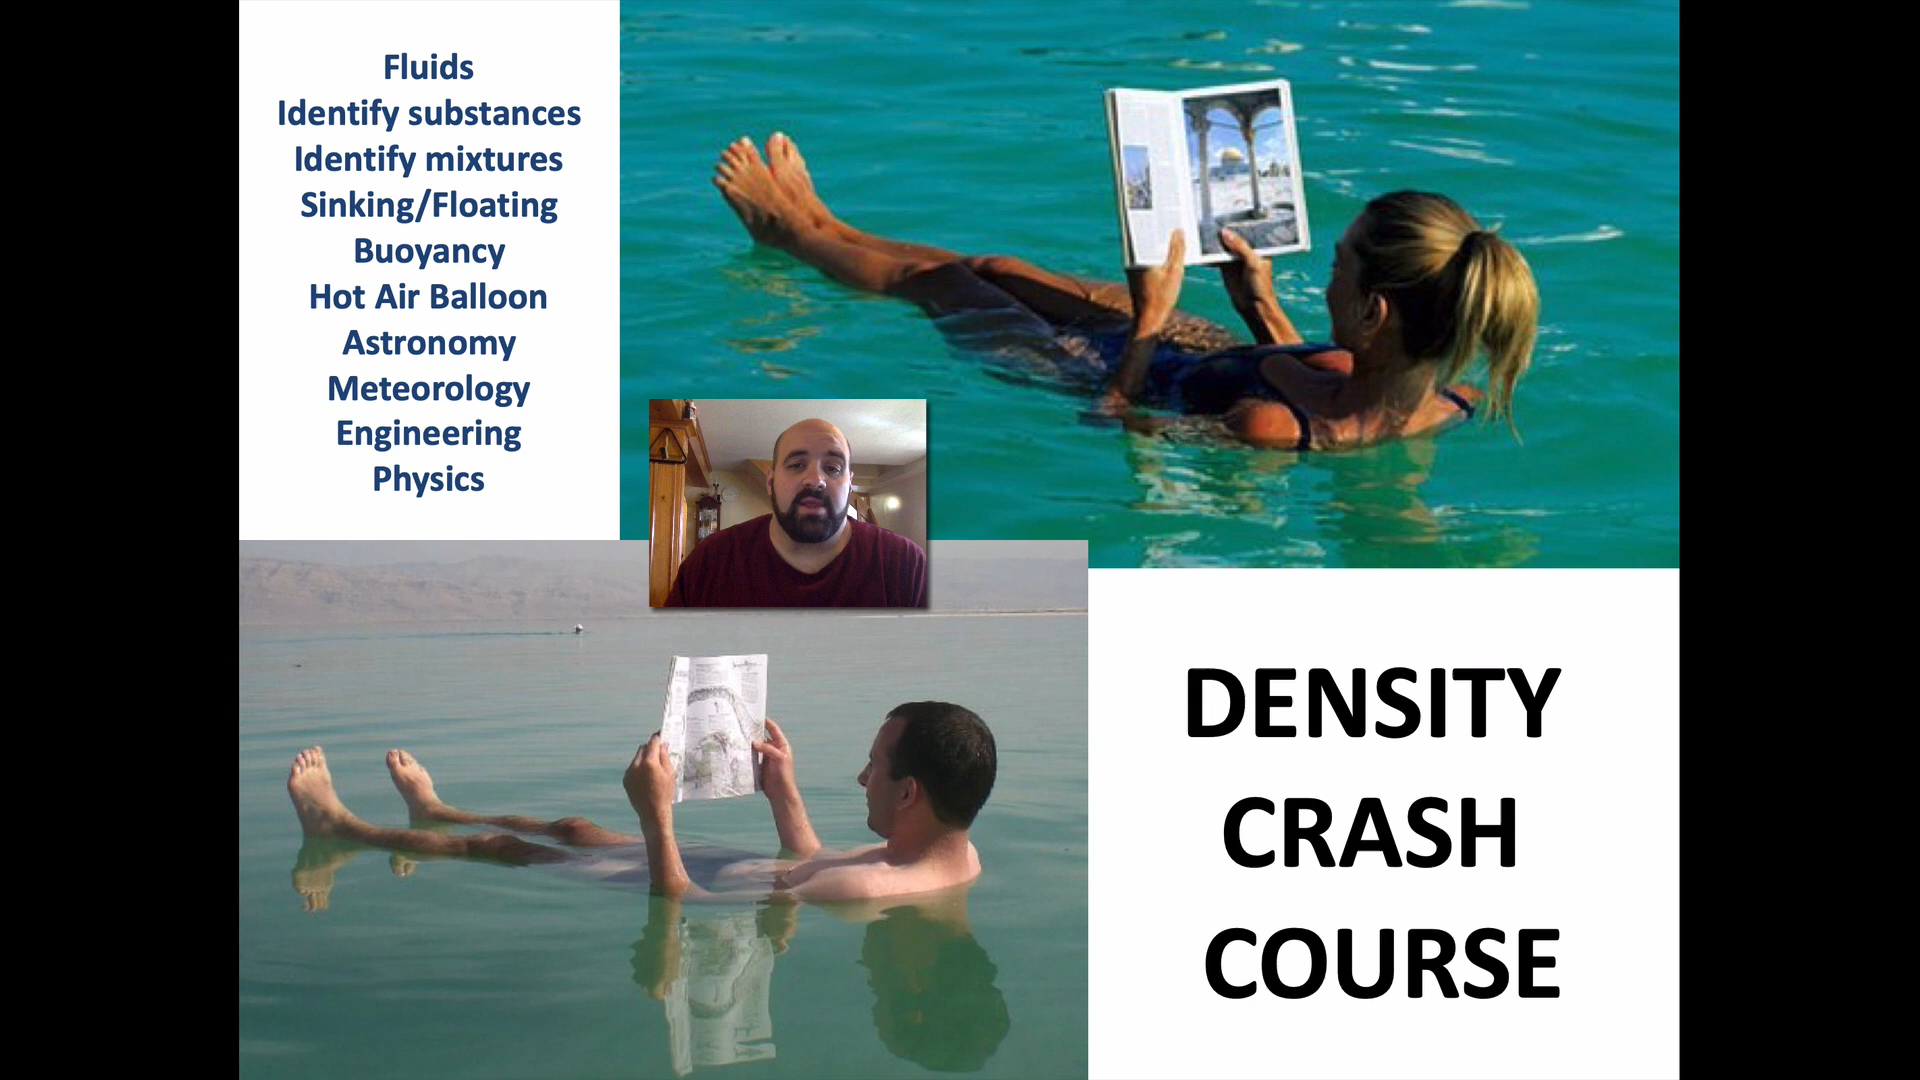 Fluids
Identify substances
Identify mixtures
Sinking/Floating
Buoyancy
Hot Air Balloon
Astronomy
Meteorology
Engineering
Physics
DENSITY
CRASH
COURSE